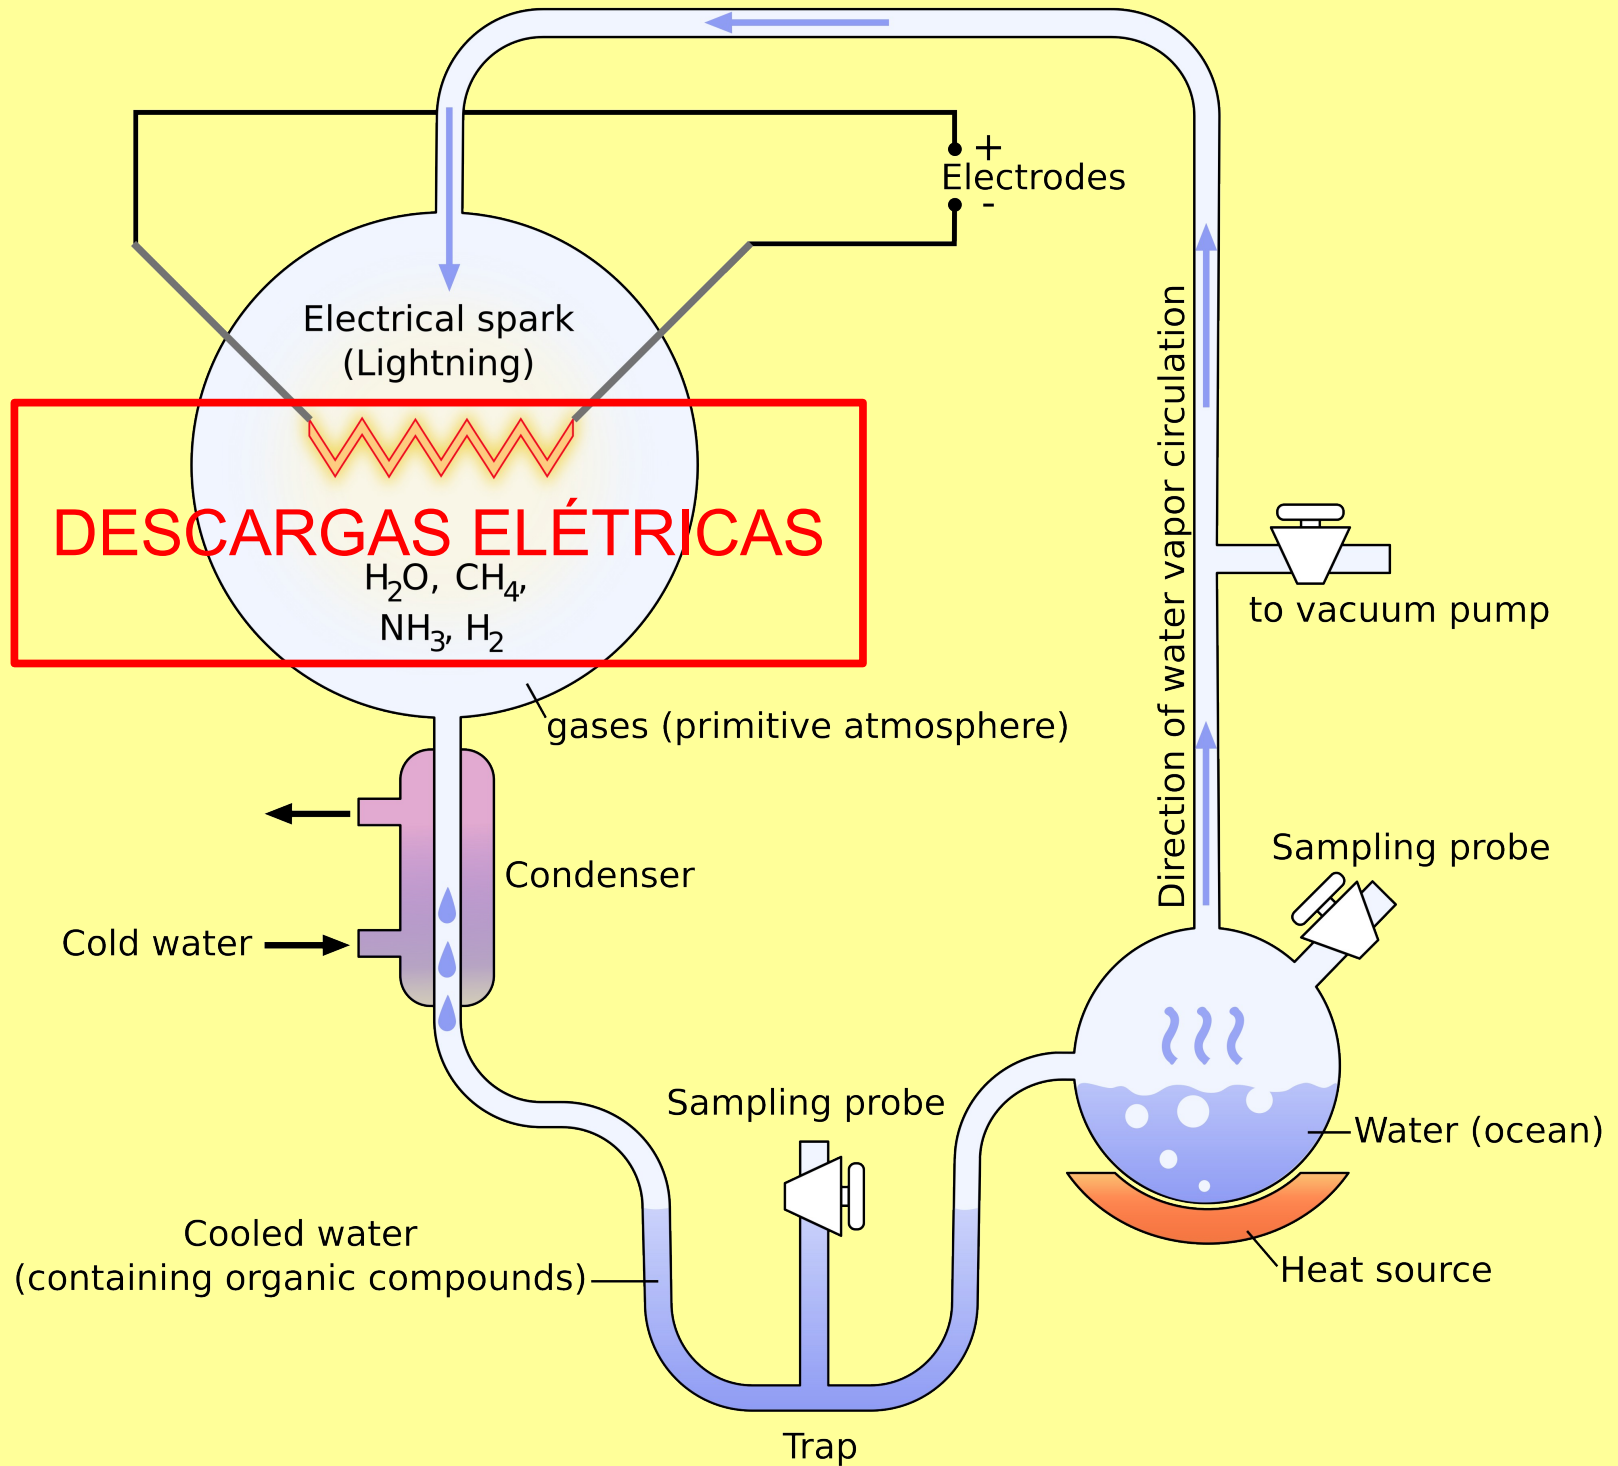 +
Electrodes
-
Electrical spark
(Lightning)
DESCARGAS ELÉTRICAS
H2O, CH4,
NH3, H2
Direction of water vapor circulation
to vacuum pump
gases (primitive atmosphere)
Condenser
Cold water
Sampling probe
Sampling probe
Water (ocean)
Cooled water
(containing organic compounds)
Heat source
Trap